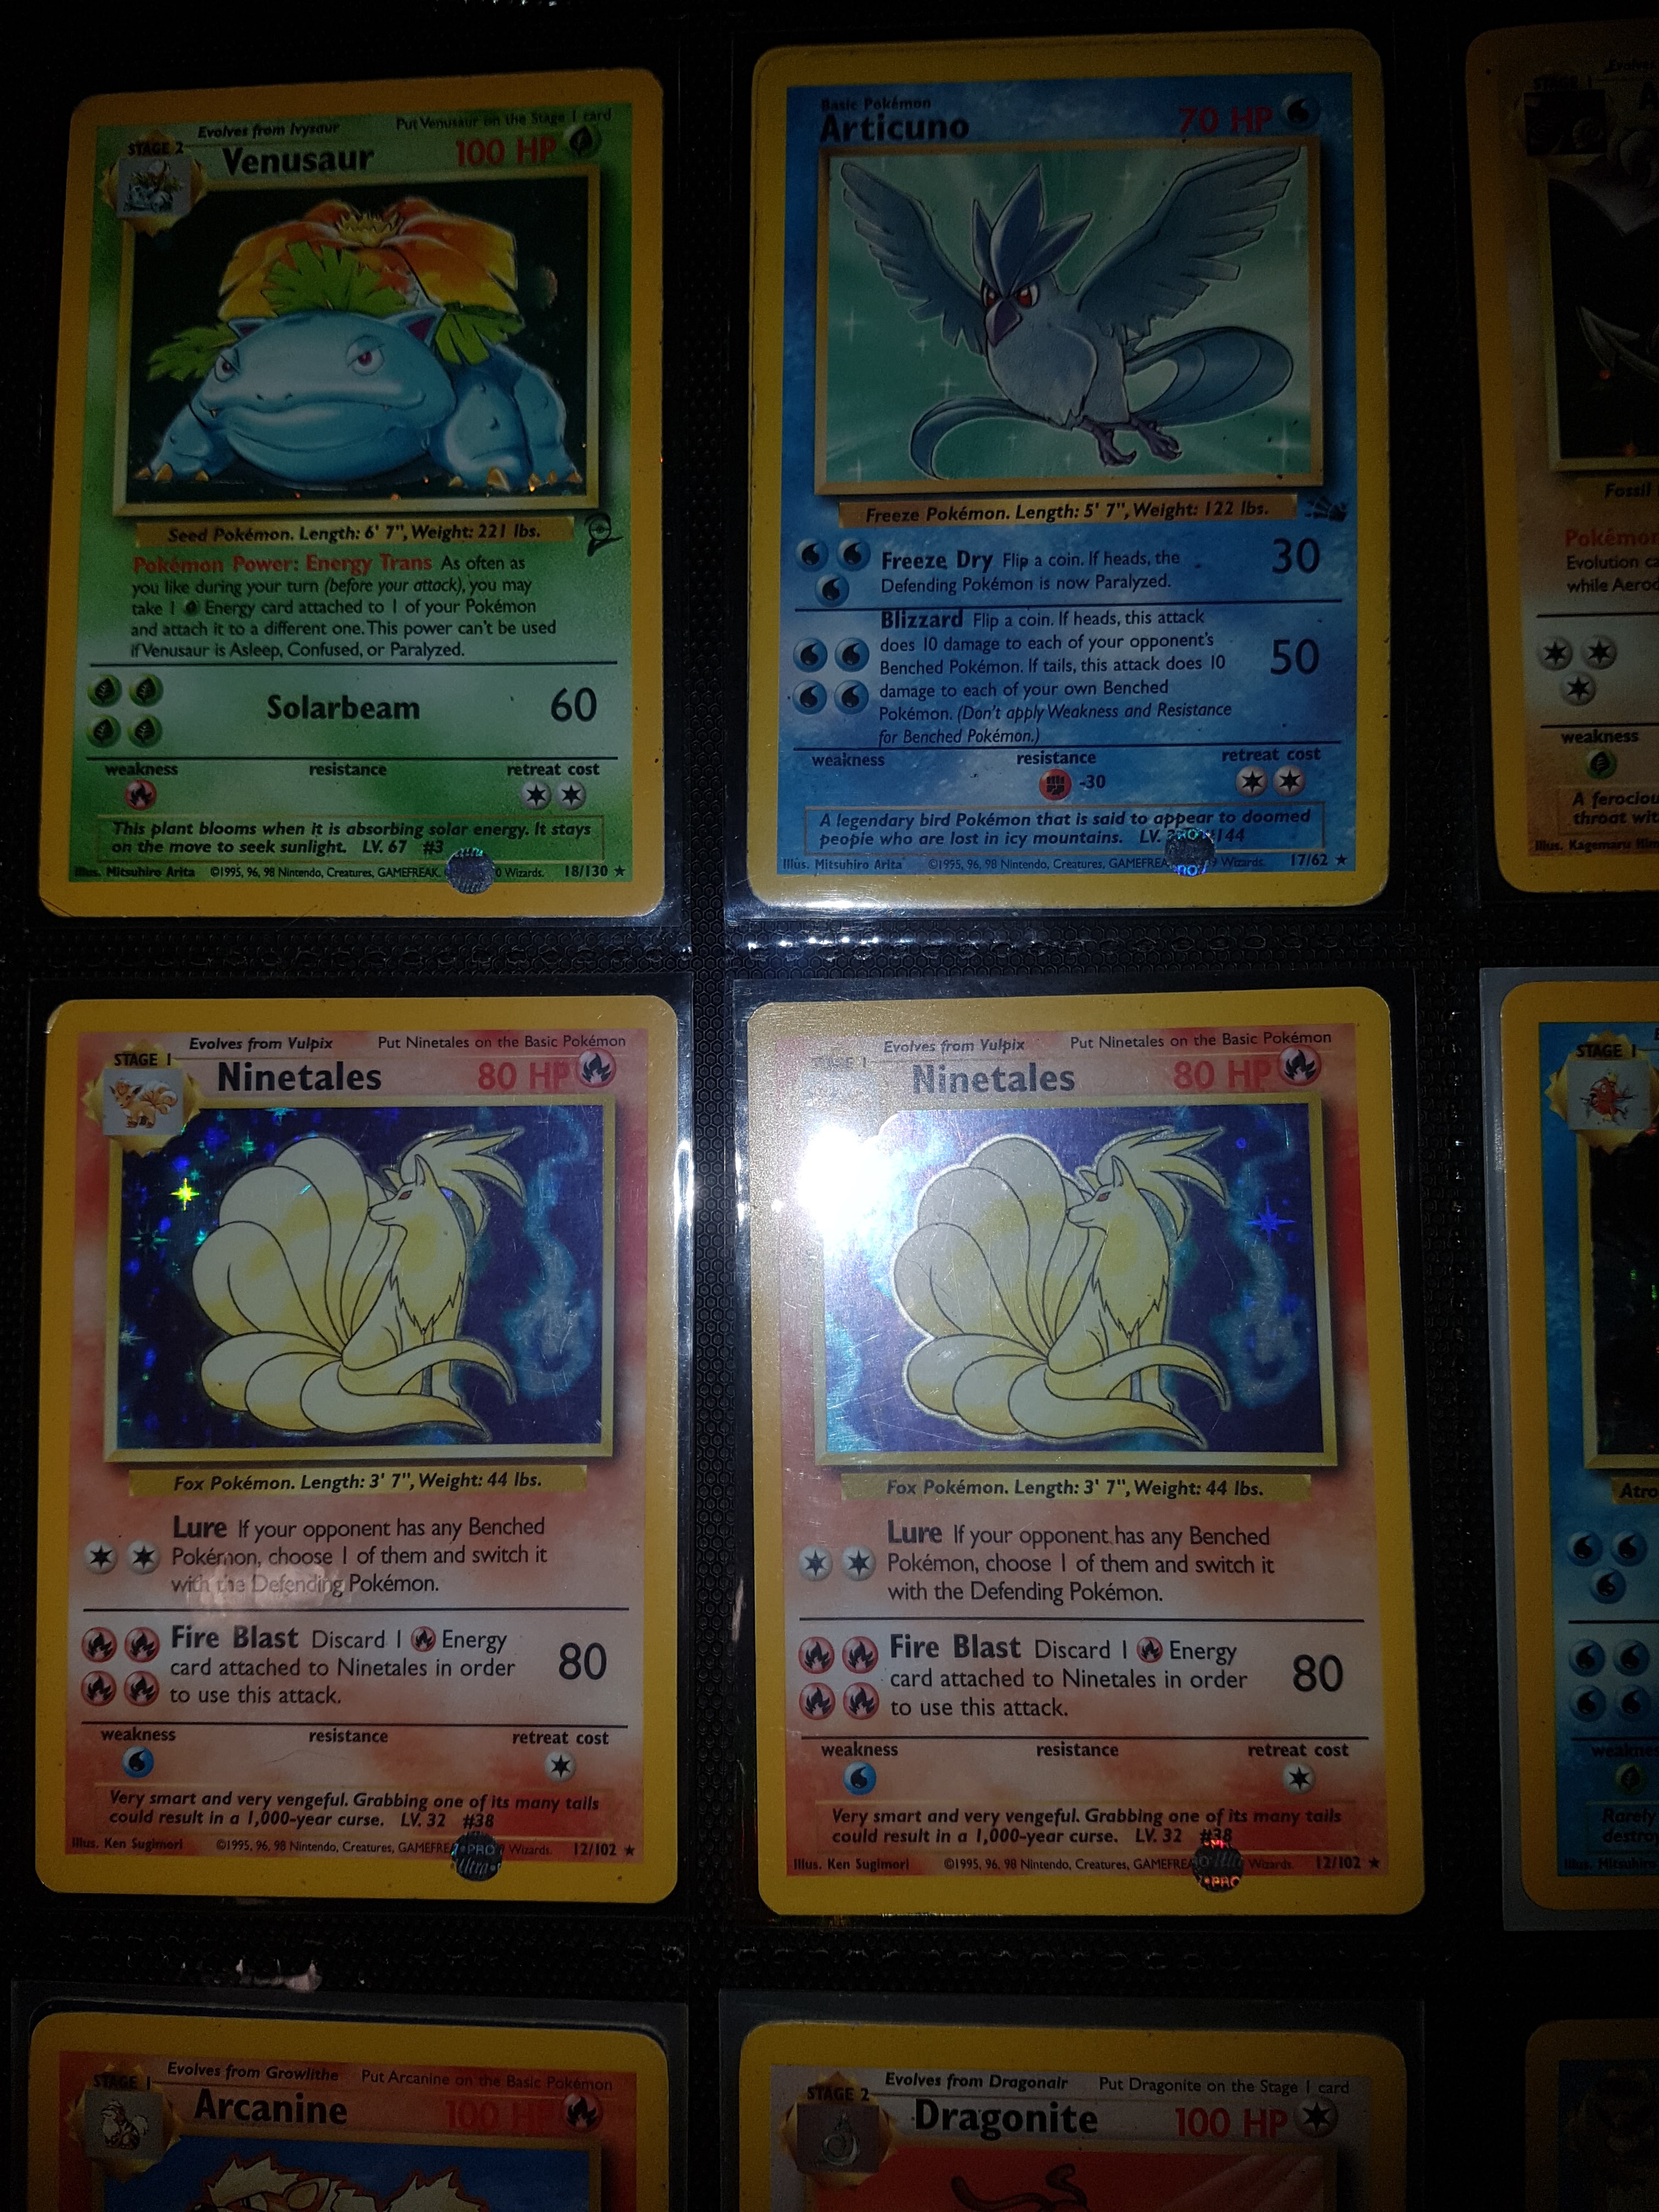 Evolves from Ivysaur Put Venusaur on the Stage 1 card
STAGE 2
Venusaur 100 HP
Seed Pokémon. Length: 6' 7", Weight: 221 lbs.
Pokémon Power: Energy Trans As often as
you like during your turn (before your attack), you may
take 1 Energy card attached to 1 of your Pokémon
and attach it to a different one. This power can't be used
if Venusaur is Asleep, Confused, or Paralyzed.
Solarbeam 60
weakness resistance retreat cost
This plant blooms when it is absorbing solar energy. It stays
on the move to seek sunlight. LV. 67 #3
Illus. Mitsuhiro Arita ©1995, 96, 98 Nintendo, Creatures, GAMEFREAK. Wizards. 18/130
Basic Pokémon
Articuno 70 HP
Freeze Pokémon. Length: 5' 7", Weight: 122 lbs.
Freeze Dry Flip a coin. If heads, the
Defending Pokémon is now Paralyzed.
30
Blizzard Flip a coin. If heads, this attack
does 10 damage to each of your opponent's
Benched Pokémon. If tails, this attack does 10
damage to each of your own Benched
Pokémon. (Don't apply Weakness and Resistance
for Benched Pokémon.)
50
weakness resistance retreat cost
-30
A legendary bird Pokémon that is said to appear to doomed
people who are lost in icy mountains. LV. 144
Illus. Mitsuhiro Arita ©1995, 96, 98 Nintendo, Creatures, Wizards. 17/62
STAGE 1
Fossil
Pokémon
Evolution
while
weakness
A
throat
Illus. Kagemaru
Evolves from Vulpix Put Ninetales on the Basic Pokémon
STAGE 1
Ninetales 80 HP
Fox Pokémon. Length: 3' 7", Weight: 44 lbs.
Lure If your opponent has any Benched
Pokémon, choose 1 of them and switch it
with the Defending Pokémon.
Fire Blast Discard 1 Energy
card attached to Ninetales in order
to use this attack.
80
weakness resistance retreat cost
Very smart and very vengeful. Grabbing one of its many tails
could result in a 1,000-year curse. LV. 32 #38
Illus. Ken Sugimori ©1995, 96, 98 Nintendo, Creatures, Wizards. 12/102
PRO
Ultra
Evolves from Vulpix Put Ninetales on the Basic Pokémon
STAGE 1
Ninetales 80 HP
Fox Pokémon. Length: 3' 7", Weight: 44 lbs.
Lure If your opponent has any Benched
Pokémon, choose 1 of them and switch it
with the Defending Pokémon.
Fire Blast Discard 1 Energy
card attached to Ninetales in order
to use this attack.
80
weakness resistance retreat cost
Very smart and very vengeful. Grabbing one of its many tails
could result in a 1,000-year curse. LV. 32 #38
Illus. Ken Sugimori ©1995, 96, 98 Nintendo, Creatures, Wizards. 12/102
PRO
STAGE 1
weakness
Rarely
Illus.
Evolves from Growlithe Put Arcanine on the Basic Pokémon
STAGE 1
Arcanine 100 HP
Evolves from Dragonair Put Dragonite on the Stage 1 card
STAGE 2
Dragonite 100 HP